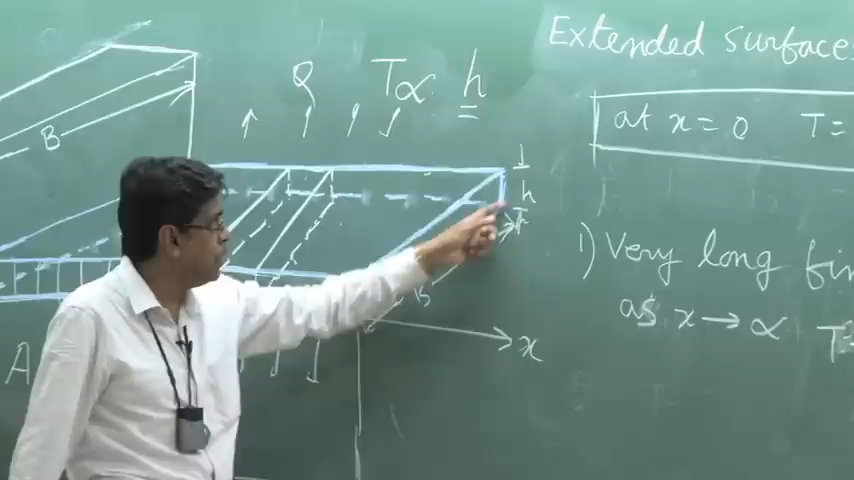 Extended surfaces
Q T∞ h
at x = 0 T =
B
h
1) Very long fin
as x → ∞ T=
B
x
A